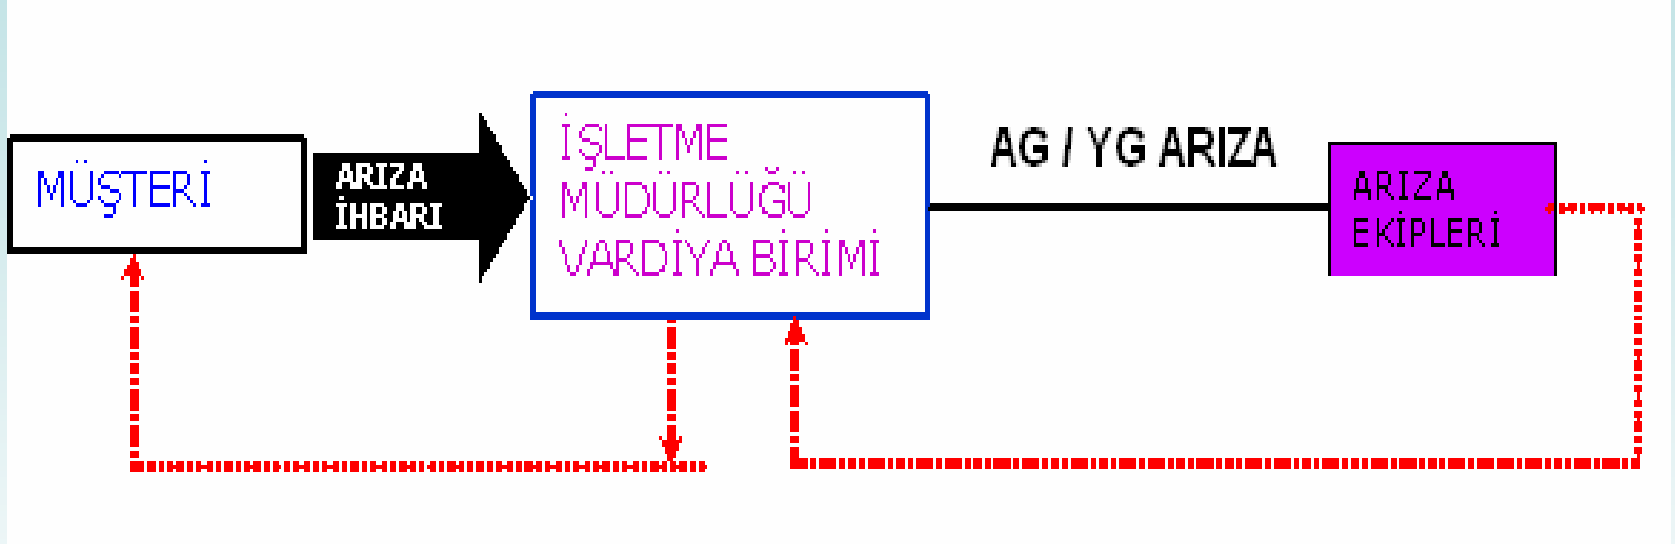 MÜŞTERİ
ARIZA
İHBARI
İŞLETME
MÜDÜRLÜĞÜ
VARDİYA BİRİMİ
AG / YG ARIZA
ARIZA
EKİPLERİ